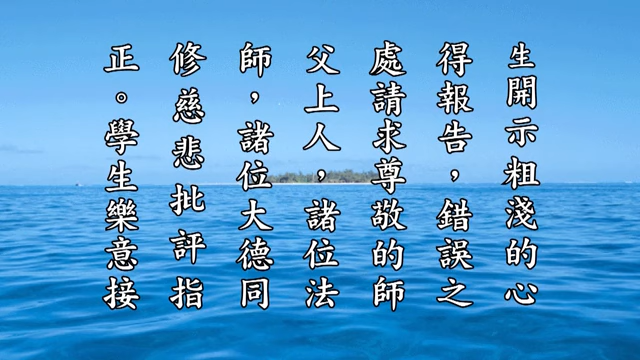 生開示粗淺的心
得報告，錯誤之
處請求尊敬的師
父上人，諸位法
師，諸位大德同
修慈悲批評指
正。學生樂意接